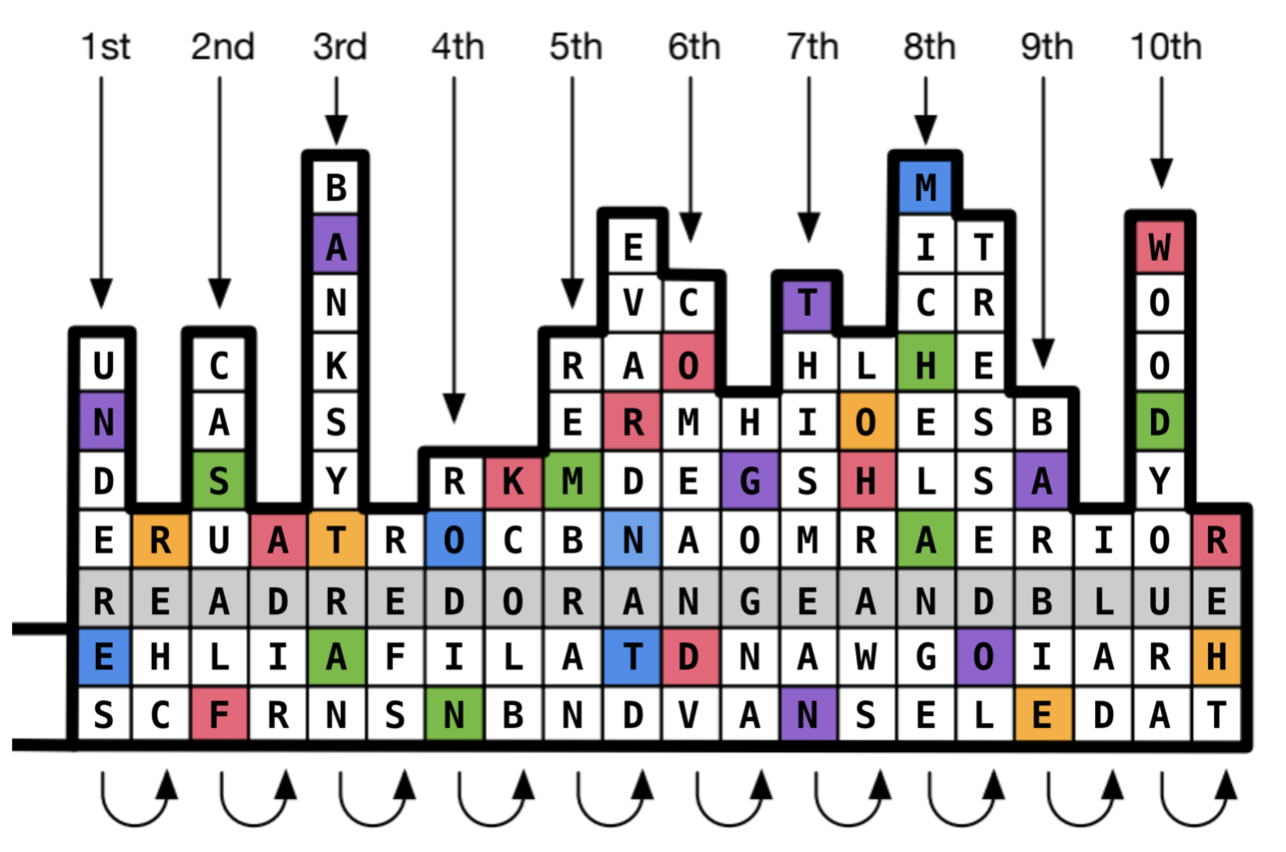 1st 2nd 3rd 4th 5th 6th 7th 8th 9th 10th
B M
A E I T W
N V C T C R O
U C K R A O H L H E O
N A S E R M H I O E S B D
D S Y R K M D E G S H L S A Y
E R U A T R O C B N A O M R A E R I O R
R E A D R E D O R A N G E A N D B L U E
E H L I A F I L A T D N A W G O I A R H
S C F R N S N B N D V A N S E L E D A T